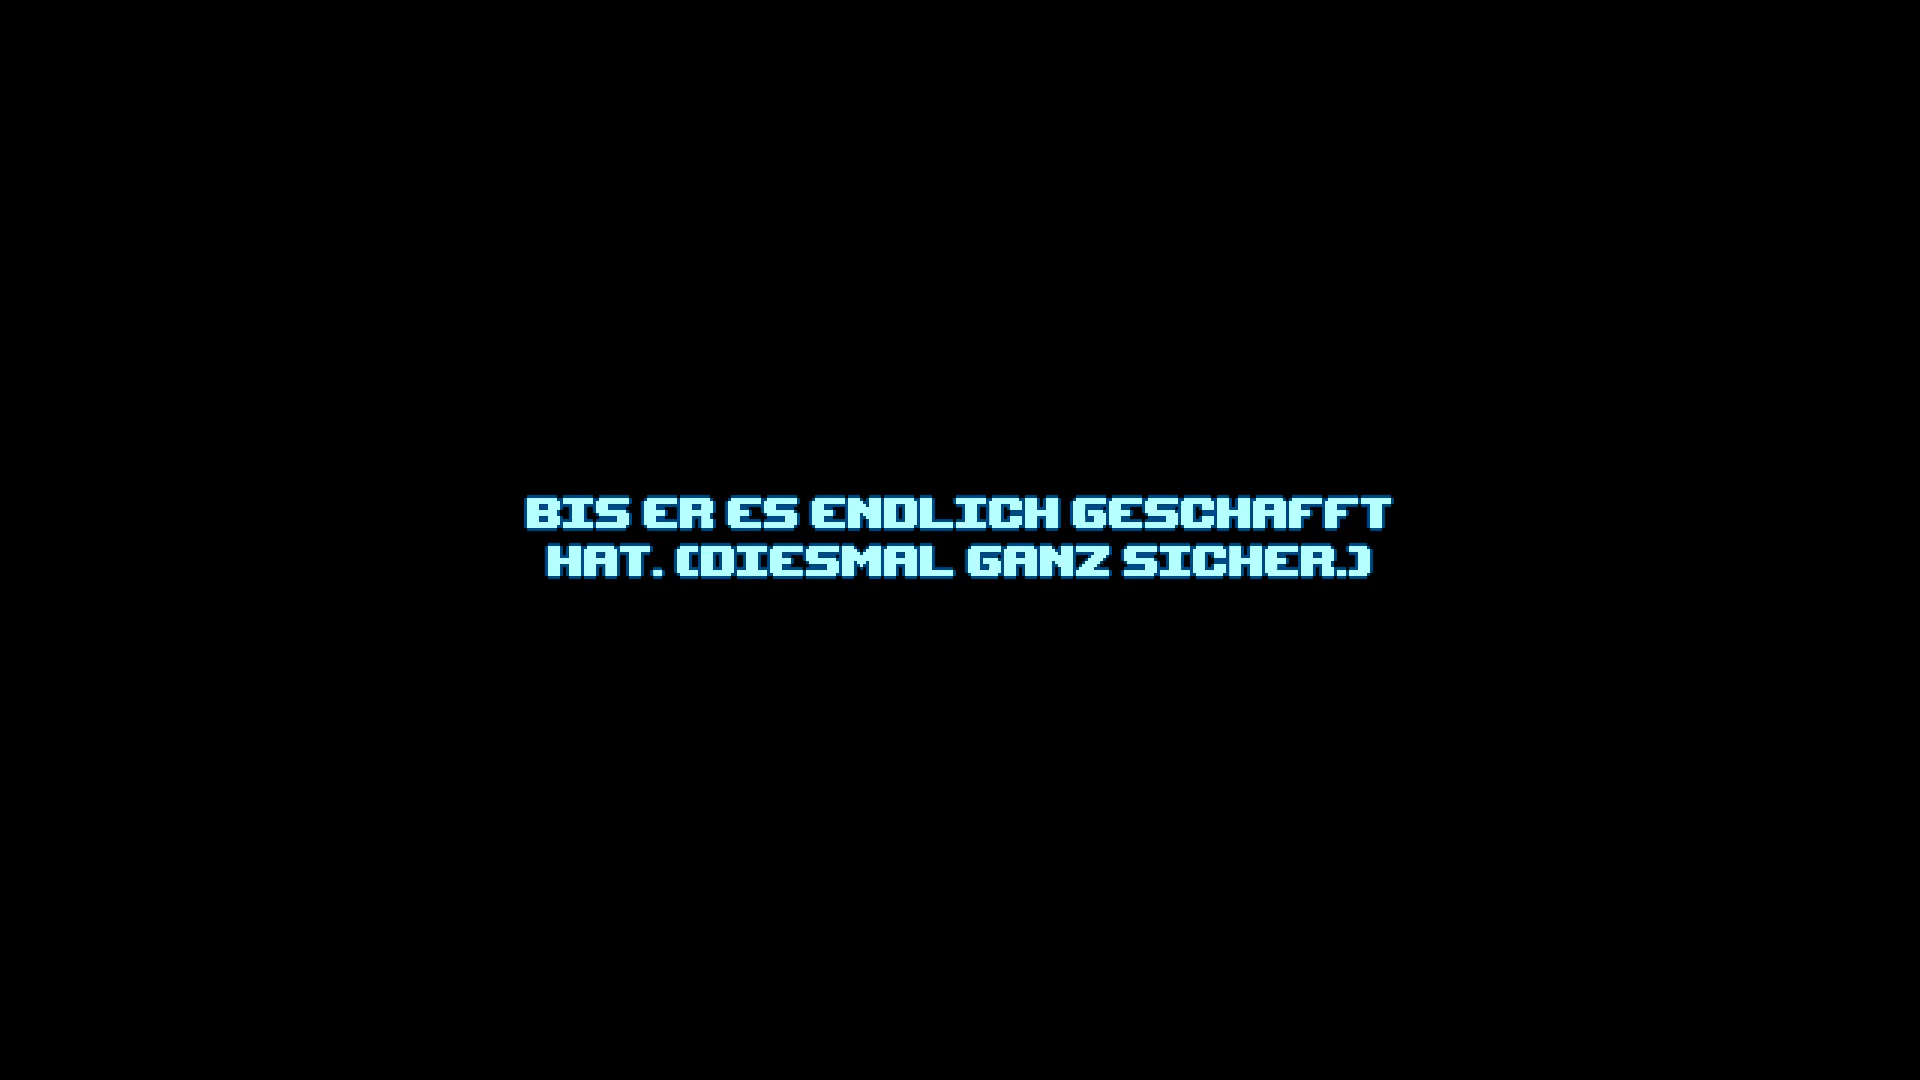 BIS ER ES ENDLICH GESCHAFFT
HAT. (DIESMAL GANZ SICHER.)